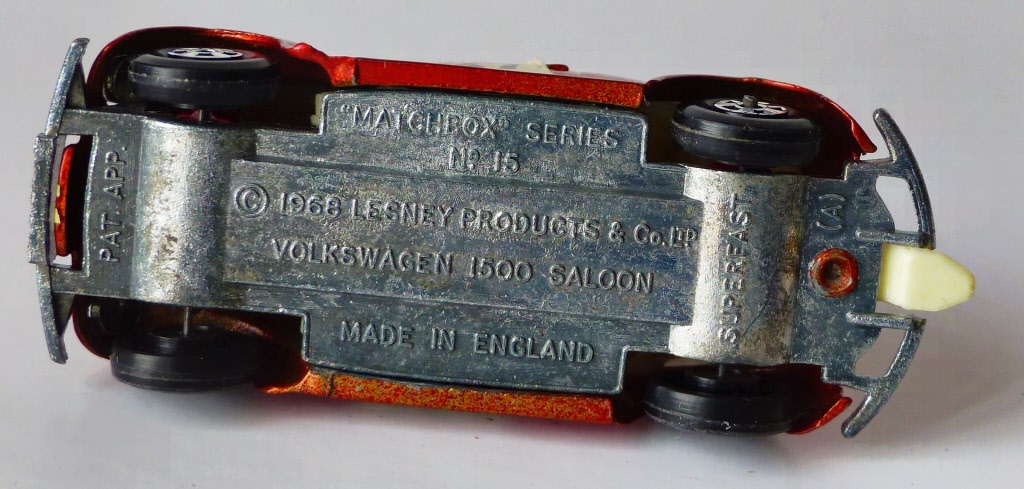 "MATCHBOX" SERIES
No 15
© 1968 LESNEY PRODUCTS & Co. LTD
VOLKSWAGEN 1500 SALOON
MADE IN ENGLAND
PAT. APP.
SUPERFAST
(A)